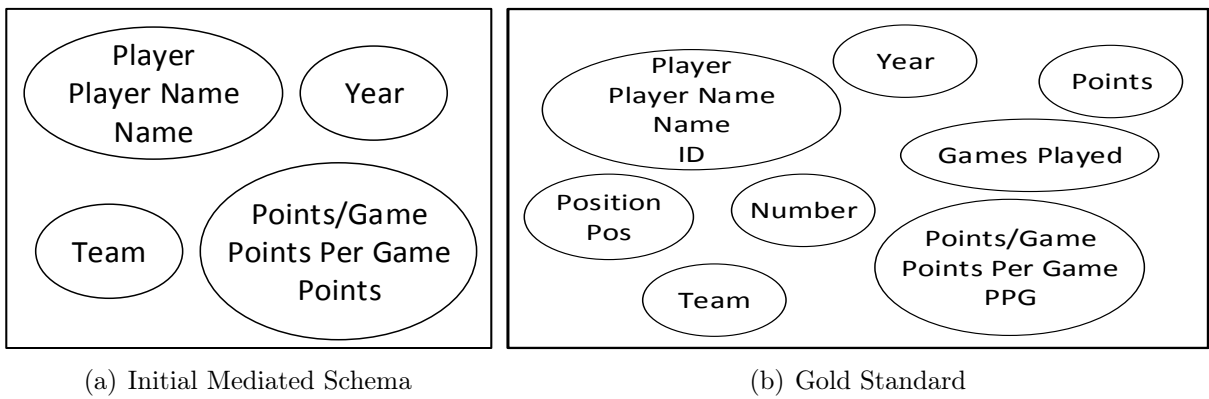 Player
Player Name
Name
Year
Team
Points/Game
Points Per Game
Points
(a) Initial Mediated Schema
Player
Player Name
Name
ID
Year
Points
Games Played
Position
Pos
Number
Points/Game
Points Per Game
PPG
Team
(b) Gold Standard